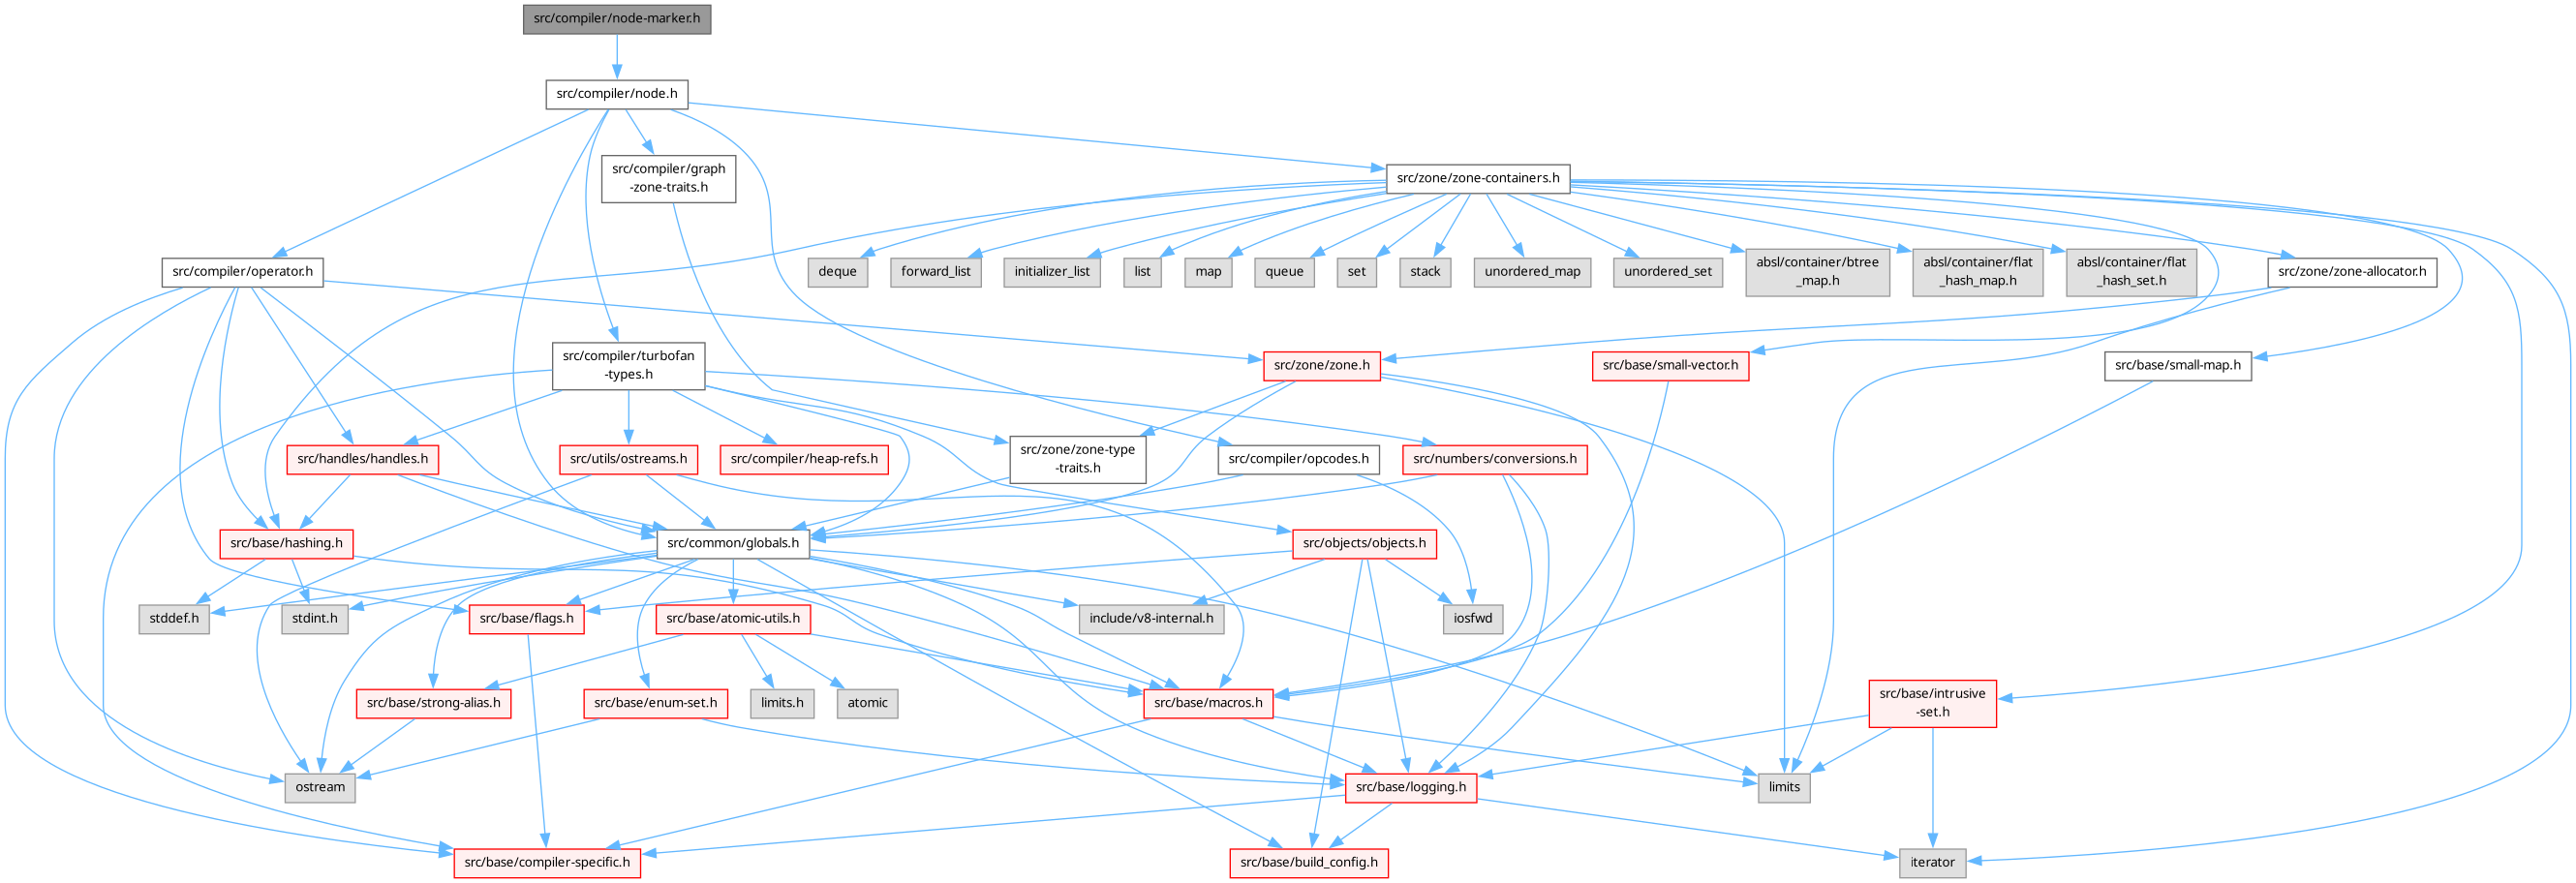 src/compiler/node-marker.h
src/compiler/node.h
src/compiler/graph
-zone-traits.h
src/zone/zone-containers.h
src/compiler/operator.h
deque
forward_list
initializer_list
list
map
queue
set
stack
unordered_map
unordered_set
absl/container/btree
_map.h
absl/container/flat
_hash_map.h
absl/container/flat
_hash_set.h
src/zone/zone-allocator.h
src/compiler/turbofan
-types.h
src/zone/zone.h
src/base/small-vector.h
src/base/small-map.h
src/handles/handles.h
src/utils/ostreams.h
src/compiler/heap-refs.h
src/zone/zone-type
-traits.h
src/compiler/opcodes.h
src/numbers/conversions.h
src/base/hashing.h
src/common/globals.h
src/objects/objects.h
stddef.h
stdint.h
src/base/flags.h
src/base/atomic-utils.h
include/v8-internal.h
iosfwd
src/base/strong-alias.h
src/base/enum-set.h
limits.h
atomic
src/base/macros.h
src/base/intrusive
-set.h
ostream
src/base/logging.h
limits
src/base/compiler-specific.h
src/base/build_config.h
iterator